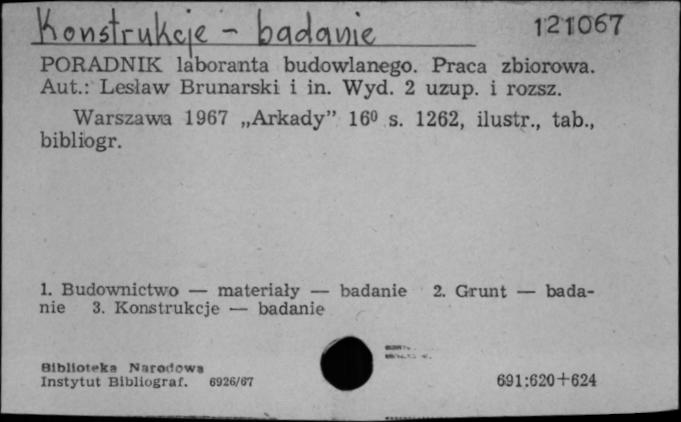 Konstrukcje - badanie 121067
PORADNIK laboranta budowlanego. Praca zbiorowa.
Aut.: Lesław Brunarski i in. Wyd. 2 uzup. i rozsz.
Warszawa 1967 „Arkady” 16⁰ s. 1262, ilustr., tab.,
bibliogr.
1. Budownictwo — materiały — badanie 2. Grunt — bada-
nie 3. Konstrukcje — badanie
Biblioteka Narodowa
Instytut Bibliograf. 6926/67
691:620+624